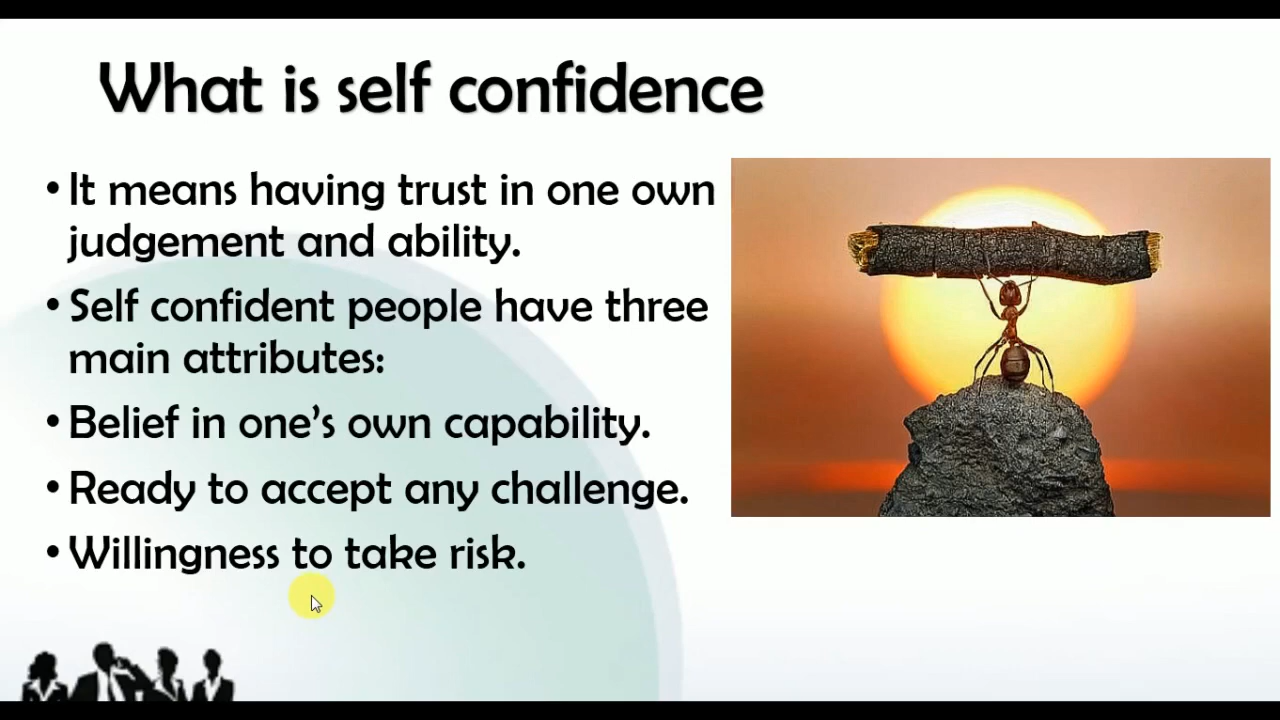 What is self confidence
• It means having trust in one own
judgement and ability.
• Self confident people have three
main attributes:
• Belief in one’s own capability.
• Ready to accept any challenge.
• Willingness to take risk.